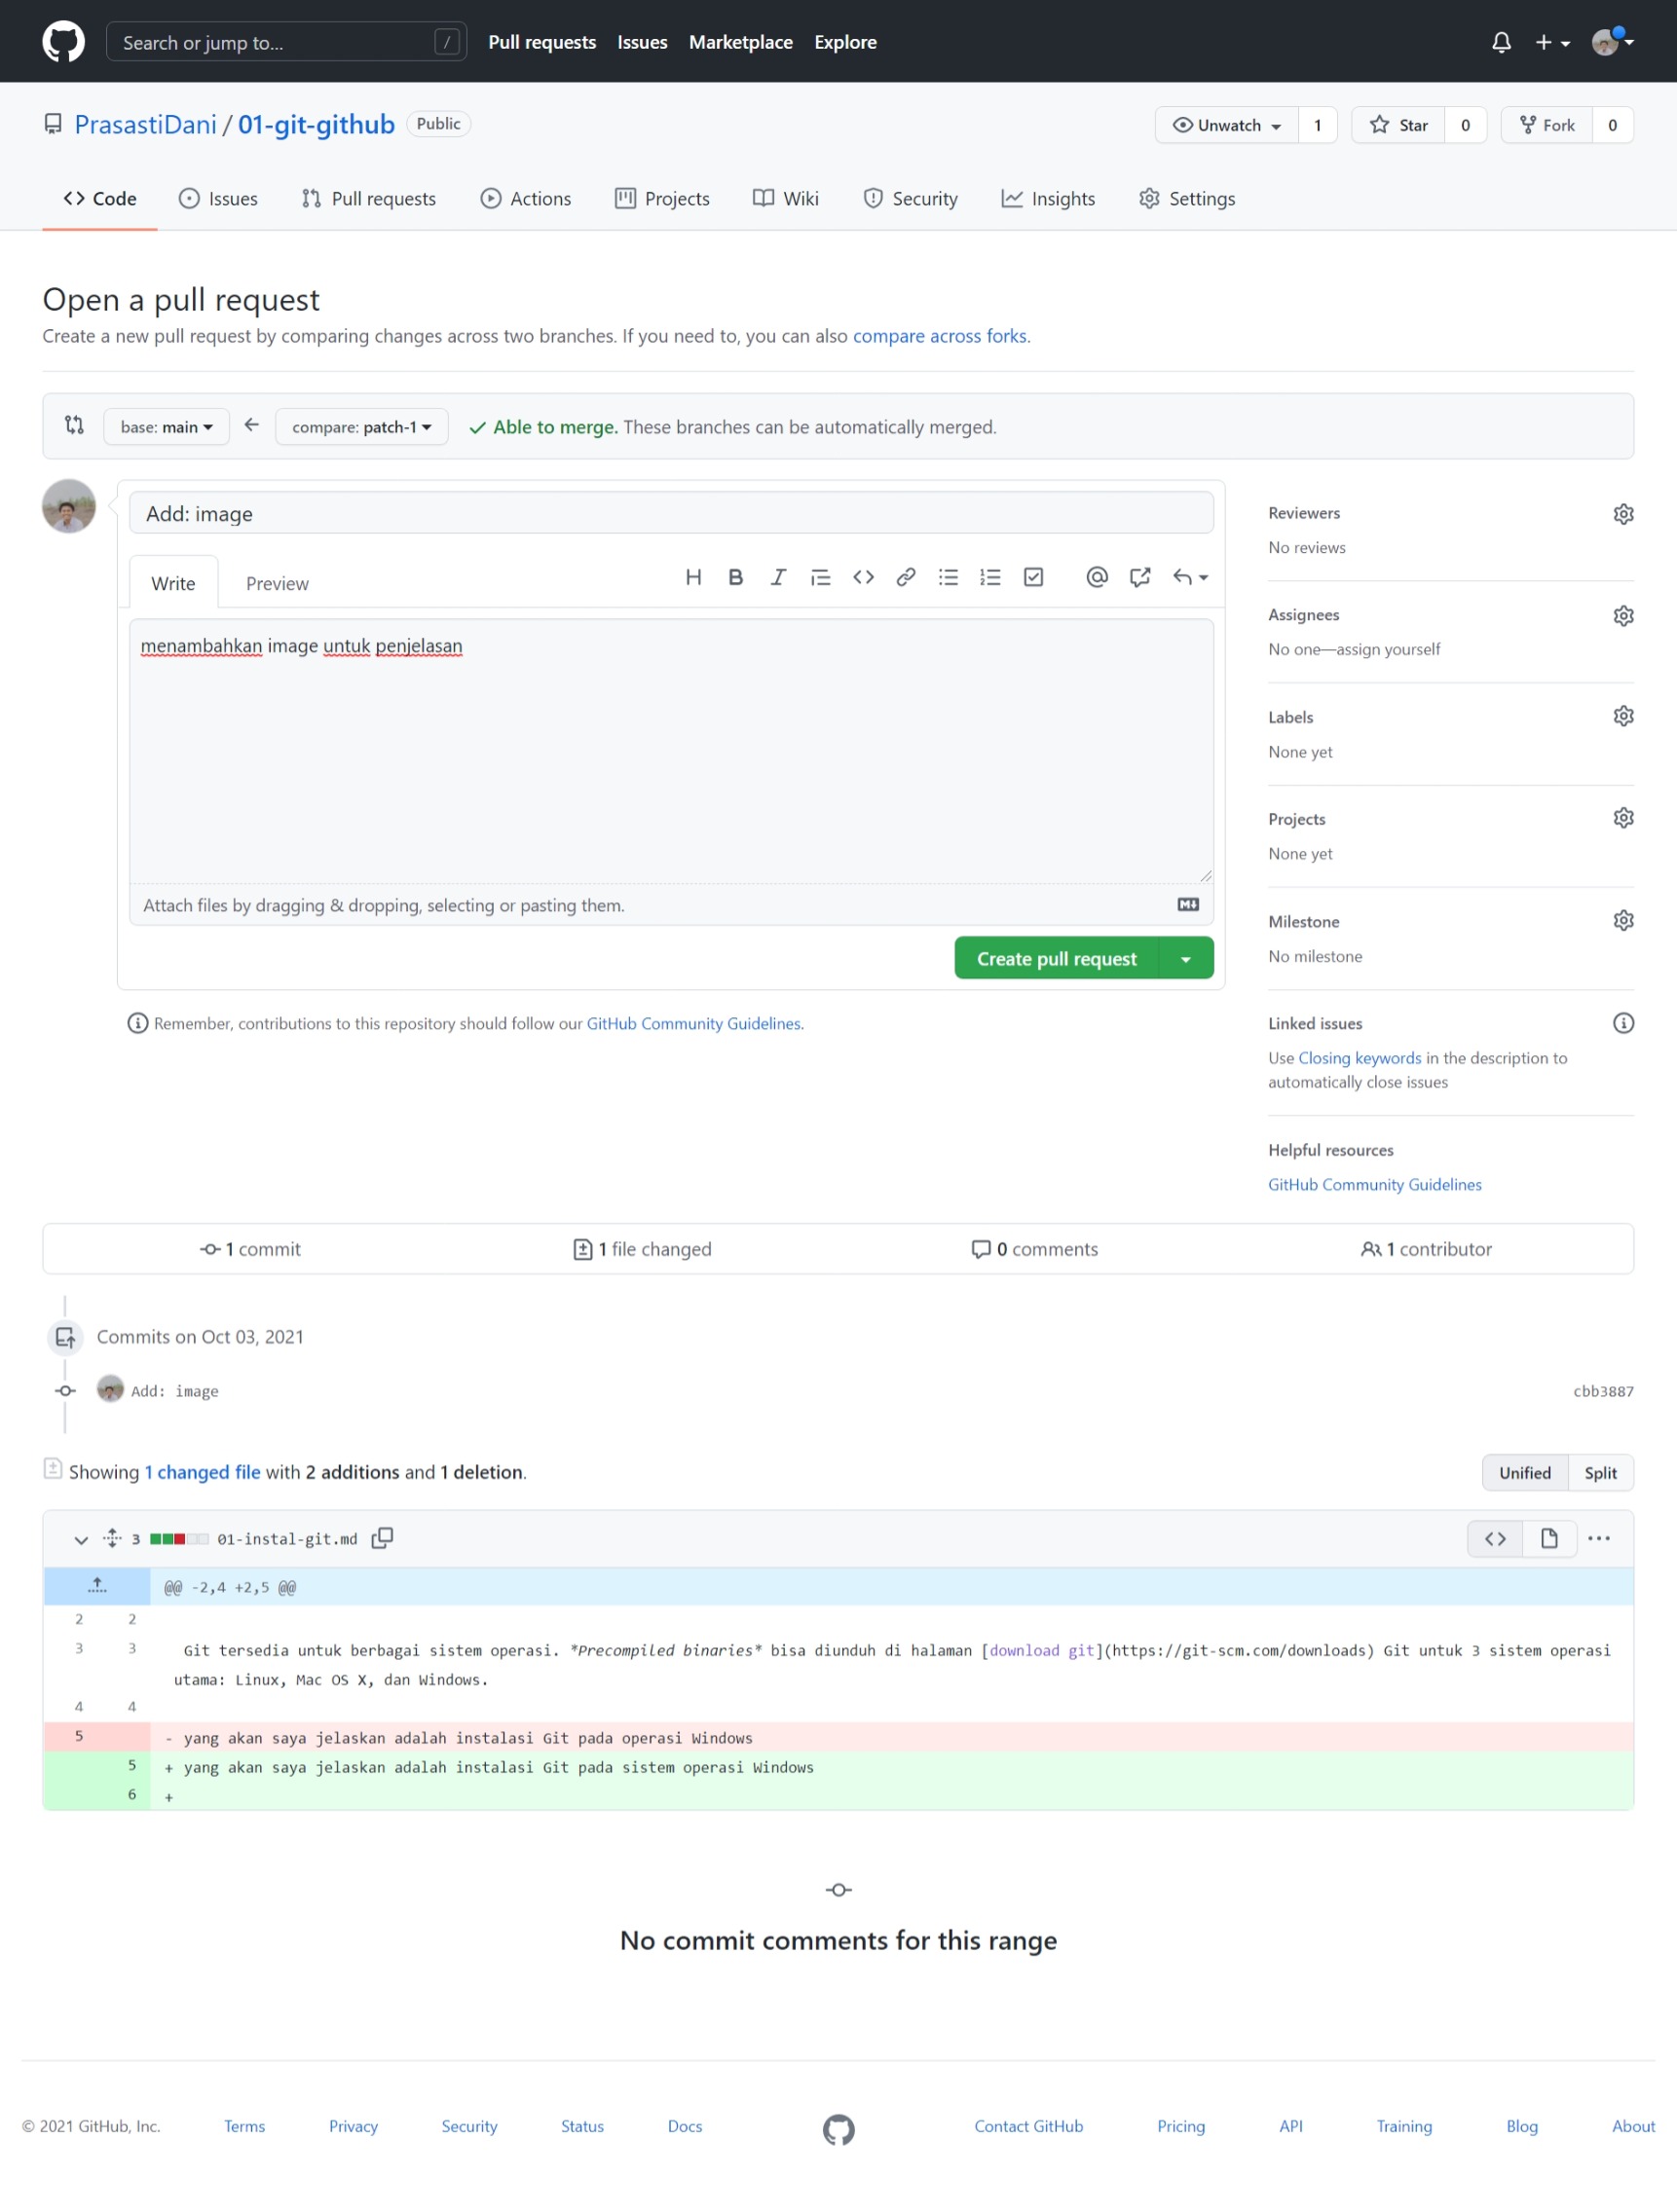 Search or jump to... /
Pull requests Issues Marketplace Explore
PrasastiDani / 01-git-github Public
Unwatch 1 Star 0 Fork 0
Code Issues Pull requests Actions Projects Wiki Security Insights Settings
Open a pull request
Create a new pull request by comparing changes across two branches. If you need to, you can also compare across forks.
base: main compare: patch-1 Able to merge. These branches can be automatically merged.
Add: image
Write Preview
menambahkan image untuk penjelasan
Attach files by dragging & dropping, selecting or pasting them.
Create pull request
Remember, contributions to this repository should follow our GitHub Community Guidelines.
Reviewers
No reviews
Assignees
No one—assign yourself
Labels
None yet
Projects
None yet
Milestone
No milestone
Linked issues
Use Closing keywords in the description to
automatically close issues
Helpful resources
GitHub Community Guidelines
1 commit 1 file changed 0 comments 1 contributor
Commits on Oct 03, 2021
Add: image cbb3887
Showing 1 changed file with 2 additions and 1 deletion.
Unified Split
3 01-instal-git.md
@@ -2,4 +2,5 @@
2 2
3 3 Git tersedia untuk berbagai sistem operasi. *Precompiled binaries* bisa diunduh di halaman [download git](https://git-scm.com/downloads) Git untuk 3 sistem operasi
utama: Linux, Mac OS X, dan Windows.
4 4
5 - yang akan saya jelaskan adalah instalasi Git pada operasi Windows
5 + yang akan saya jelaskan adalah instalasi Git pada sistem operasi Windows
6 +
No commit comments for this range
© 2021 GitHub, Inc. Terms Privacy Security Status Docs Contact GitHub Pricing API Training Blog About